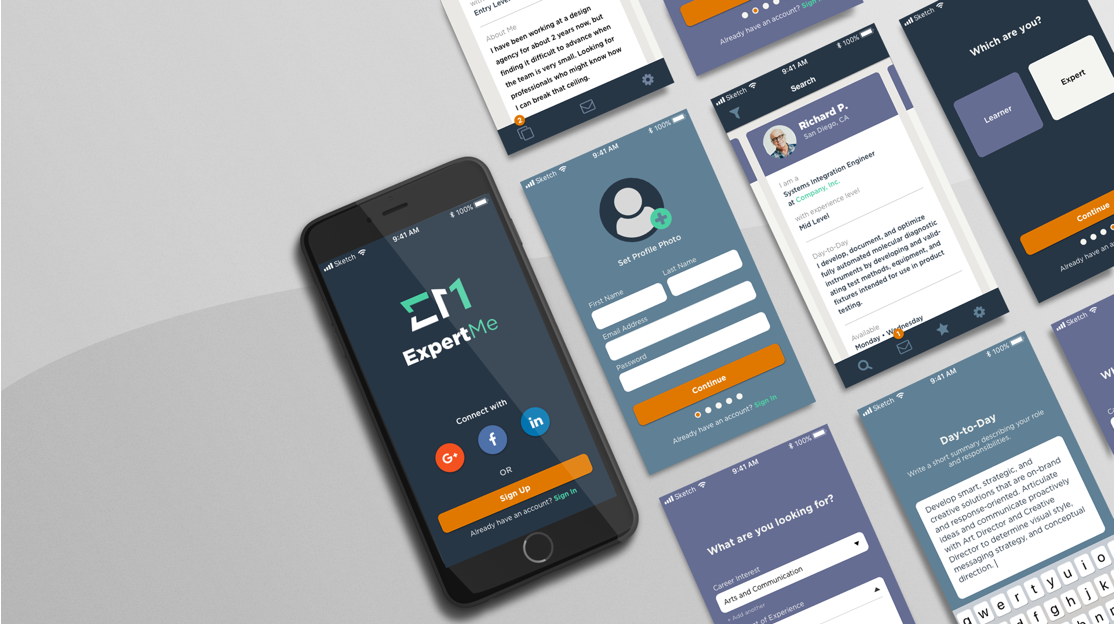 with
Entry Level
About Me
I have been working at a design
agency for about 2 years now, but
finding it difficult to advance when
the team is very small. Looking for
professionals who might know how
I can break that ceiling.
2
Already have an account? Sign
Sketch
9:41 AM
100%
EM
ExpertMe
Connect with
G+
f
in
OR
Sign Up
Already have an account? Sign In
Sketch
9:41 AM
100%
Set Profile Photo
First Name
Last Name
Email Address
Password
Continue
Already have an account? Sign In
Sketch
9:41 AM
100%
Search
Richard P.
San Diego, CA
I am a
Systems Integration Engineer
at Company, Inc.
with experience level
Mid Level
Day-to-Day
I develop, document, and optimize
fully automated molecular diagnostic
instruments by developing and valid-
ating test methods, equipment, and
fixtures intended for use in product
testing.
Available
Monday • Wednesday
1
Sketch
Which are you?
Learner
Expert
Continue
Already have an
Sketch
9:41 AM
100%
What are you looking for?
Career Interest
Arts and Communication
+ Add another
of Experience
Sketch
9:41 AM
100%
Day-to-Day
Write a short summary describing your role
and responsibilities.
Develop smart, strategic, and
creative solutions that are on-brand
and response-oriented. Articulate
ideas and communicate proactively
with Art Director and Creative
Director to determine visual style,
messaging strategy, and conceptual
direction.
q w e r t y u i o
f g h j k
n
Sketch